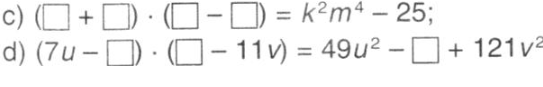 c) (□ + □) · (□ − □) = k²m⁴ − 25;
d) (7u − □) · (□ − 11v) = 49u² − □ + 121v²